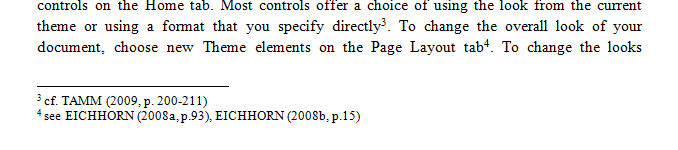 controls on the Home tab. Most controls offer a choice of using the look from the current
theme or using a format that you specify directly³. To change the overall look of your
document, choose new Theme elements on the Page Layout tab⁴. To change the looks
³ cf. TAMM (2009, p. 200-211)
⁴ see EICHHORN (2008a, p.93), EICHHORN (2008b, p.15)